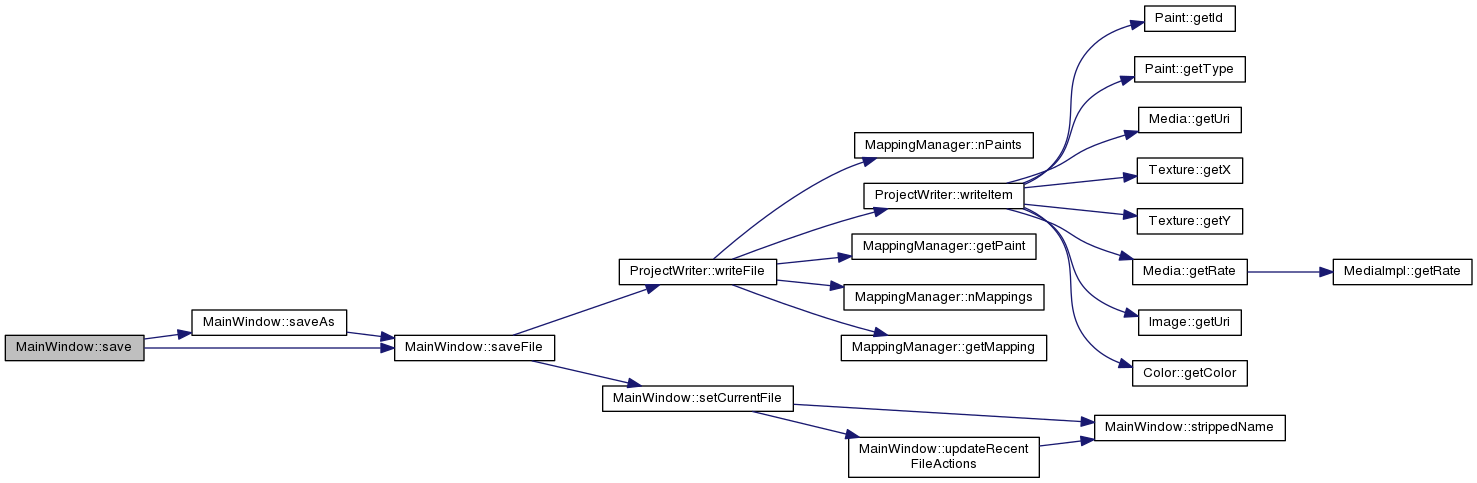 Paint::getId
Paint::getType
Media::getUri
MappingManager::nPaints
Texture::getX
ProjectWriter::writeItem
Texture::getY
MappingManager::getPaint
ProjectWriter::writeFile
Media::getRate
MediaImpl::getRate
MappingManager::nMappings
MainWindow::saveAs
Image::getUri
MainWindow::save
MainWindow::saveFile
MappingManager::getMapping
Color::getColor
MainWindow::setCurrentFile
MainWindow::strippedName
MainWindow::updateRecent
FileActions